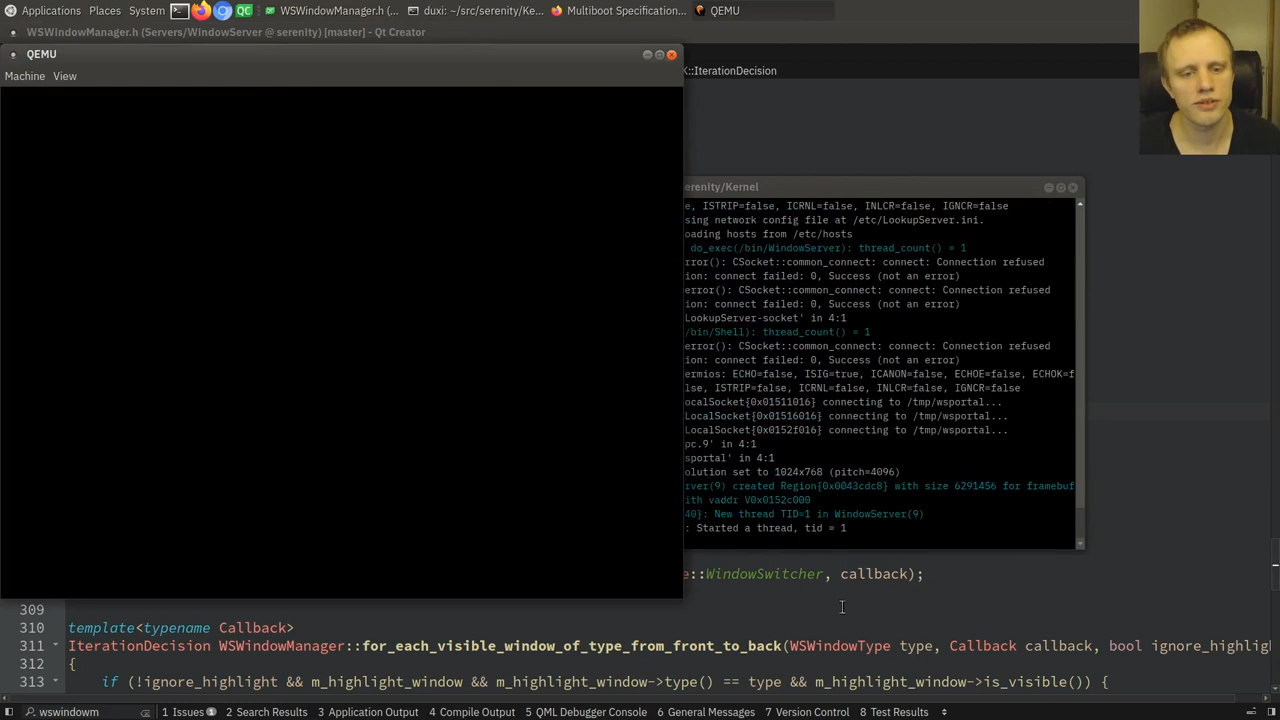 Applications Places System QC WSWindowManager.h (... duxi: ~/src/serenity/Ke... Multiboot Specification... QEMU
WSWindowManager.h (Servers/WindowServer @ serenity) [master] - Qt Creator
QEMU
Machine View
::IterationDecision
erenity/Kernel
e, ISTRIP=false, ICRNL=false, INLCR=false, IGNCR=false
sing network config file at /etc/LookupServer.ini.
oading hosts from /etc/hosts
do_exec(/bin/WindowServer): thread_count() = 1
rror(): CSocket::common_connect: connect: Connection refused
ion: connect failed: 0, Success (not an error)
error(): CSocket::common_connect: connect: Connection refused
ion: connect failed: 0, Success (not an error)
LookupServer-socket' in 4:1
/bin/Shell): thread_count() = 1
error(): CSocket::common_connect: connect: Connection refused
ion: connect failed: 0, Success (not an error)
ermios: ECHO=false, ISIG=true, ICANON=false, ECHOE=false, ECHOK=f
lse, ISTRIP=false, ICRNL=false, INLCR=false, IGNCR=false
ocalSocket{0x01511016} connecting to /tmp/wsportal...
LocalSocket{0x01516016} connecting to /tmp/wsportal...
LocalSocket{0x0152f016} connecting to /tmp/wsportal...
pc.9' in 4:1
sportal' in 4:1
olution set to 1024x768 (pitch=4096)
rver(9) created Region{0x0043cdc8} with size 6291456 for framebuf
ith vaddr V0x0152c000
40}: New thread TID=1 in WindowServer(9)
: Started a thread, tid = 1
e::WindowSwitcher, callback);
309
310 template<typename Callback>
311 IterationDecision WSWindowManager::for_each_visible_window_of_type_from_front_to_back(WSWindowType type, Callback callback, bool ignore_highlig
312 {
313 if (!ignore_highlight && m_highlight_window && m_highlight_window->type() == type && m_highlight_window->is_visible()) {
wswindowm 1 Issues 1 2 Search Results 3 Application Output 4 Compile Output 5 QML Debugger Console 6 General Messages 7 Version Control 8 Test Results